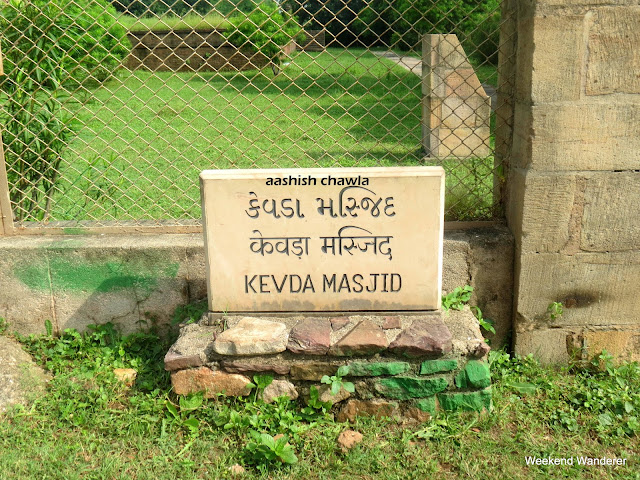 aashish chawla
કેવડા મસ્જિદ
केवड़ा मस्जिद
KEVDA MASJID
Weekend Wanderer